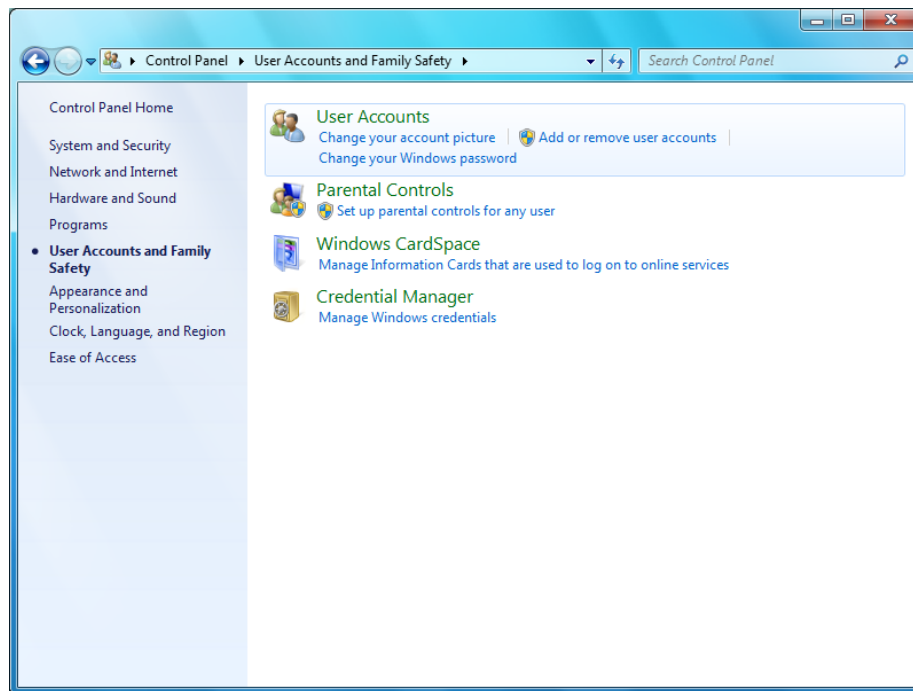 Control Panel
User Accounts and Family Safety
Search Control Panel
Control Panel Home
System and Security
Network and Internet
Hardware and Sound
Programs
User Accounts and Family
Safety
Appearance and
Personalization
Clock, Language, and Region
Ease of Access
User Accounts
Change your account picture
Add or remove user accounts
Change your Windows password
Parental Controls
Set up parental controls for any user
Windows CardSpace
Manage Information Cards that are used to log on to online services
Credential Manager
Manage Windows credentials